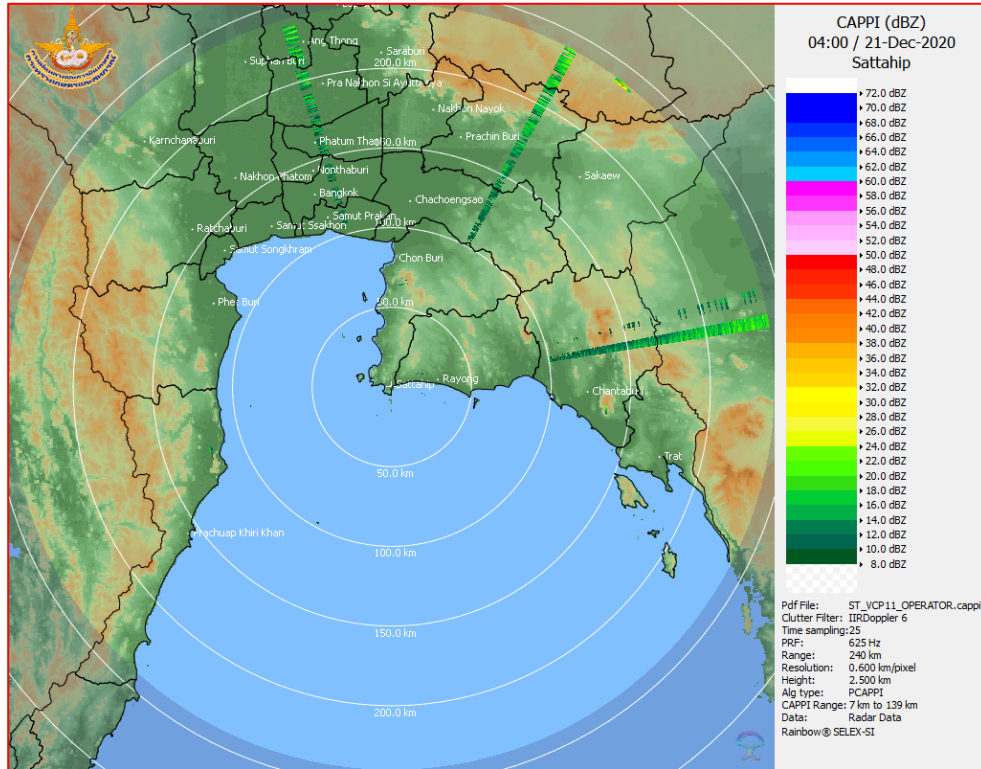 CAPPI (dBZ)
04:00 / 21-Dec-2020
Sattahip
72.0 dBZ
70.0 dBZ
68.0 dBZ
66.0 dBZ
64.0 dBZ
62.0 dBZ
60.0 dBZ
58.0 dBZ
56.0 dBZ
54.0 dBZ
52.0 dBZ
50.0 dBZ
48.0 dBZ
46.0 dBZ
44.0 dBZ
42.0 dBZ
40.0 dBZ
38.0 dBZ
36.0 dBZ
34.0 dBZ
32.0 dBZ
30.0 dBZ
28.0 dBZ
26.0 dBZ
24.0 dBZ
22.0 dBZ
20.0 dBZ
18.0 dBZ
16.0 dBZ
14.0 dBZ
12.0 dBZ
10.0 dBZ
8.0 dBZ
Pdf File: ST_VCP11_OPERATOR.cappi
Clutter Filter: IIRDoppler 6
Time sampling:25
PRF: 625 Hz
Range: 240 km
Resolution: 0.600 km/pixel
Height: 2.500 km
Alg type: PCAPPI
CAPPI Range: 7 km to 139 km
Data: Radar Data
Rainbow® SELEX-SI
Ang Thong
Saraburi
Suphan Buri
200.0 km
Pra Nakhon Si Ayutthaya
Nakhon Nayok
Karnchanaburi
Prachin Buri
Phatum Tha
50.0 km
Nonthaburi
Nakhon Phatom
Sakaew
Bangkok
Chachoengsao
Samut Prakan
Ratchaburi
Samut Ssakhon
100.0 km
Samut Songkhram
Chon Buri
Phet Buri
50.0 km
Sattahip
Rayong
Chantabu
Trat
50.0 km
Prachuap Khiri Khan
100.0 km
150.0 km
200.0 km